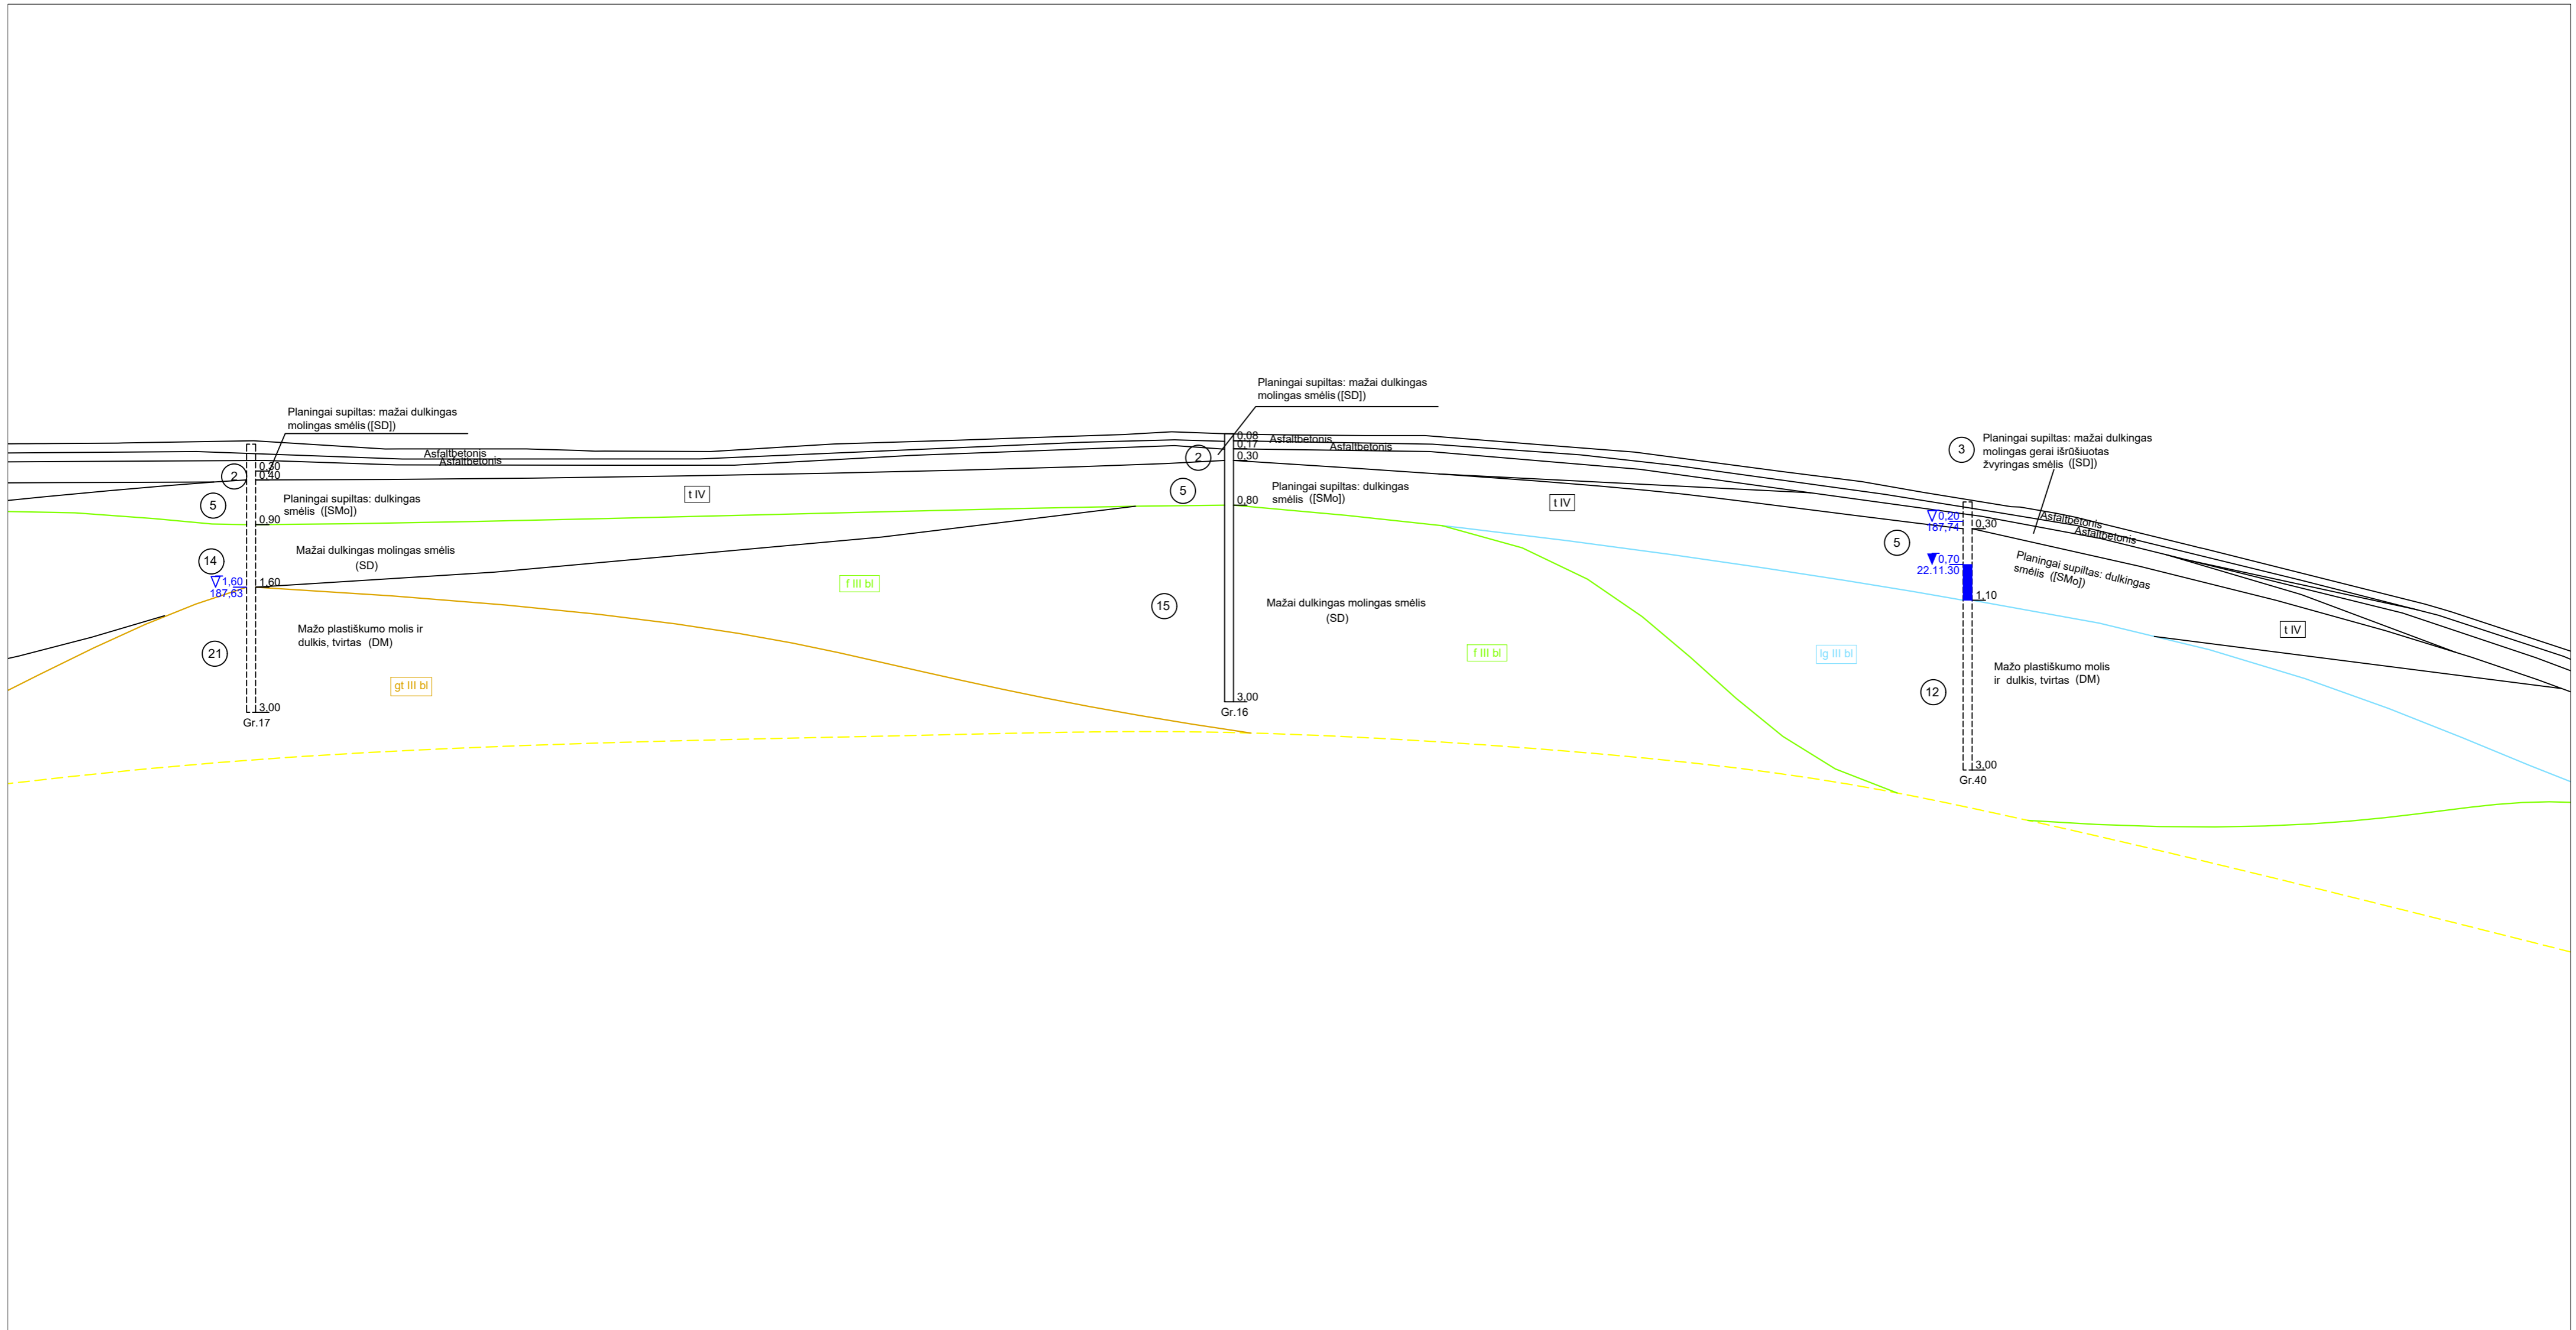 Planingai supiltas: mažai dulkingas
molingas smėlis ([SD])
Asfaltbetonis
Asfaltbetonis
2
0,30
0,40
5
Planingai supiltas: dulkingas
smėlis ([SMo])
t IV
0,90
14
Mažai dulkingas molingas smėlis
(SD)
1,60
187,63
1,60
f III bl
21
Mažo plastiškumo molis ir
dulkis, tvirtas (DM)
gt III bl
3,00
Gr.17
Planingai supiltas: mažai dulkingas
molingas smėlis ([SD])
0,08
0,17
0,30
Asfaltbetonis
Asfaltbetonis
2
5
Planingai supiltas: dulkingas
smėlis ([SMo])
0,80
t IV
15
Mažai dulkingas molingas smėlis
(SD)
f III bl
3,00
Gr.16
3
Planingai supiltas: mažai dulkingas
molingas gerai išrūšiuotas
žvyringas smėlis ([SD])
0,20
187,74
0,30
Asfaltbetonis
Asfaltbetonis
5
0,70
22.11.30
Planingai supiltas: dulkingas
smėlis ([SMo])
1,10
t IV
lg III bl
12
Mažo plastiškumo molis
ir dulkis, tvirtas (DM)
3,00
Gr.40